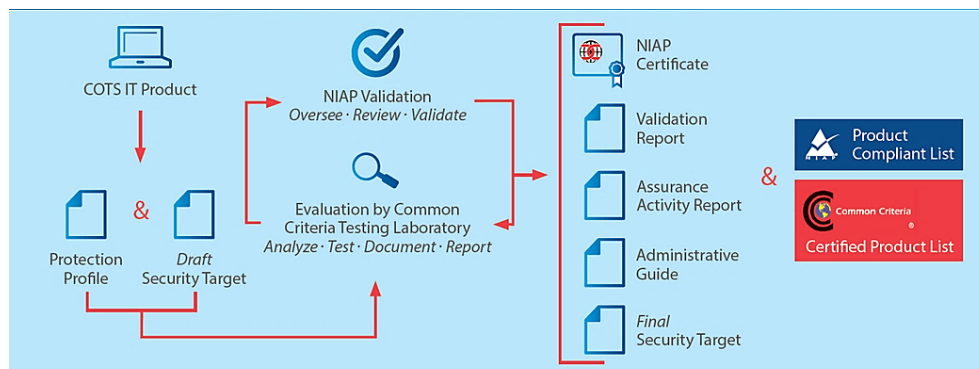 COTS IT Product
&
Protection
Profile
Draft
Security Target
NIAP Validation
Oversee · Review · Validate
Evaluation by Common
Criteria Testing Laboratory
Analyze · Test · Document · Report
NIAP
Certificate
Validation
Report
Assurance
Activity Report
Administrative
Guide
Final
Security Target
&
NIAP
Product
Compliant List
Common Criteria
®
Certified Product List